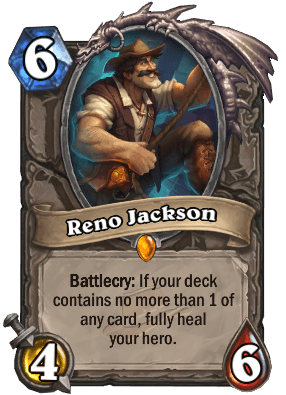 6
Reno Jackson
Battlecry: If your deck
contains no more than 1 of
any card, fully heal
your hero.
4
6